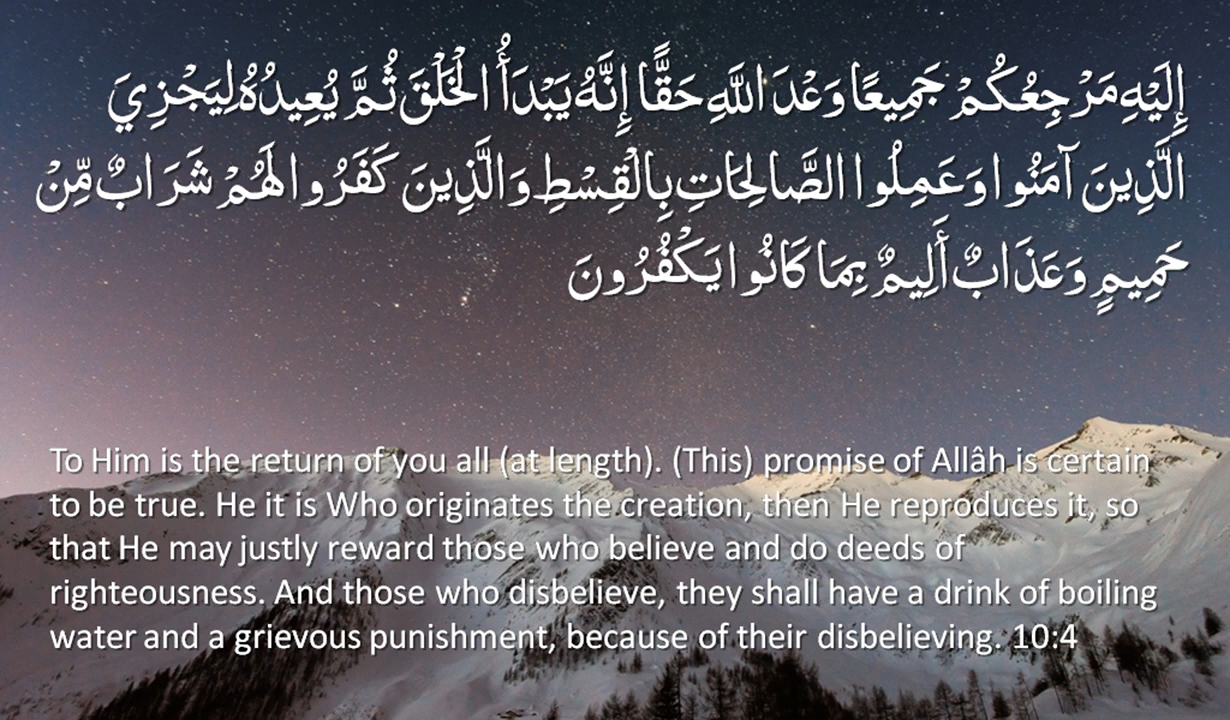 إِلَيْهِ مَرْجِعُكُمْ جَمِيعًا وَعْدَ اللَّهِ حَقًّا إِنَّهُ يَبْدَأُ الْخَلْقَ ثُمَّ يُعِيدُهُ لِيَجْزِيَ
الَّذِينَ آمَنُوا وَعَمِلُوا الصَّالِحَاتِ بِالْقِسْطِ وَالَّذِينَ كَفَرُوا لَهُمْ شَرَابٌ مِّنْ
حَمِيمٍ وَعَذَابٌ أَلِيمٌ بِمَا كَانُوا يَكْفُرُونَ
To Him is the return of you all (at length). (This) promise of Allâh is certain
to be true. He it is Who originates the creation, then He reproduces it, so
that He may justly reward those who believe and do deeds of
righteousness. And those who disbelieve, they shall have a drink of boiling
water and a grievous punishment, because of their disbelieving. 10:4